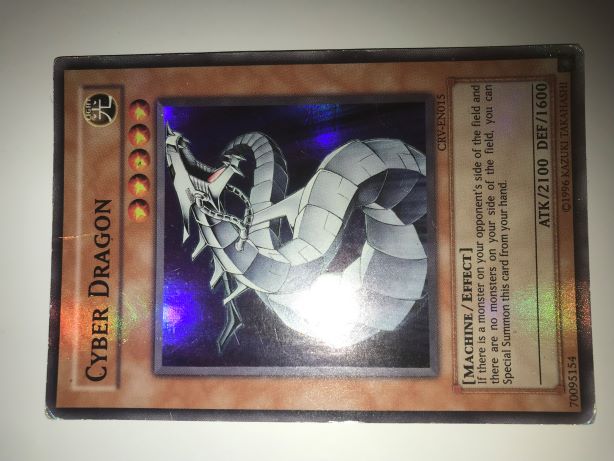 CYBER DRAGON
LIGHT
光
CRV-EN015
[MACHINE/EFFECT]
If there is a monster on your opponent's side of the field and
there are no monsters on your side of the field, you can
Special Summon this card from your hand.
ATK/2100 DEF/1600
70095154
©1996 KAZUKI TAKAHASHI